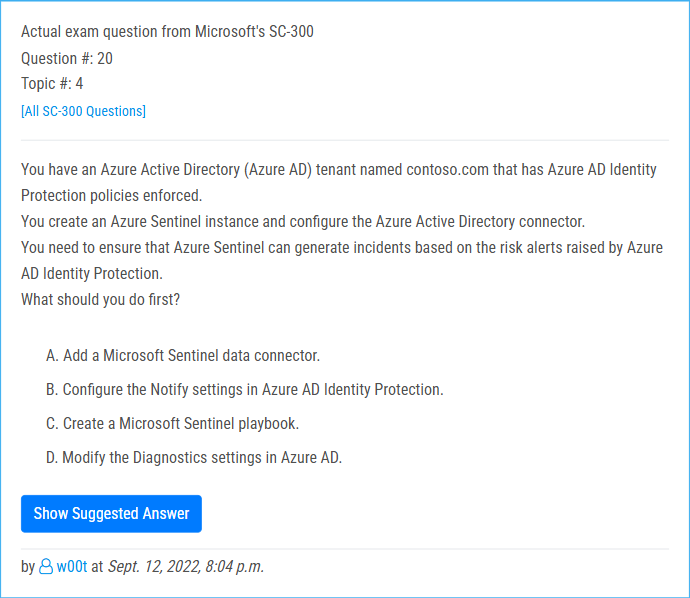 Actual exam question from Microsoft's SC-300
Question #: 20
Topic #: 4
[All SC-300 Questions]
You have an Azure Active Directory (Azure AD) tenant named contoso.com that has Azure AD Identity
Protection policies enforced.
You create an Azure Sentinel instance and configure the Azure Active Directory connector.
You need to ensure that Azure Sentinel can generate incidents based on the risk alerts raised by Azure
AD Identity Protection.
What should you do first?
A. Add a Microsoft Sentinel data connector.
B. Configure the Notify settings in Azure AD Identity Protection.
C. Create a Microsoft Sentinel playbook.
D. Modify the Diagnostics settings in Azure AD.
Show Suggested Answer
by w00t at Sept. 12, 2022, 8:04 p.m.